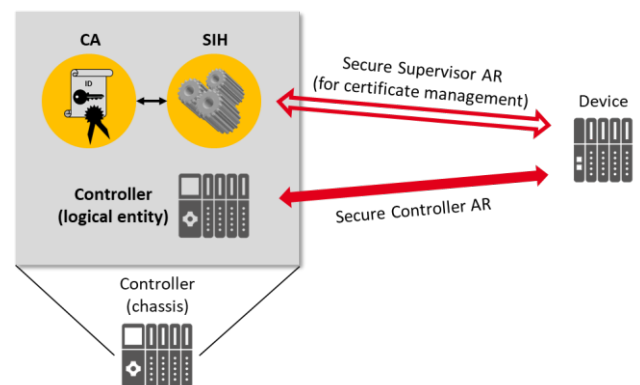 CA
SIH
ID
Controller
(logical entity)
Secure Supervisor AR
(for certificate management)
Device
Secure Controller AR
Controller
(chassis)